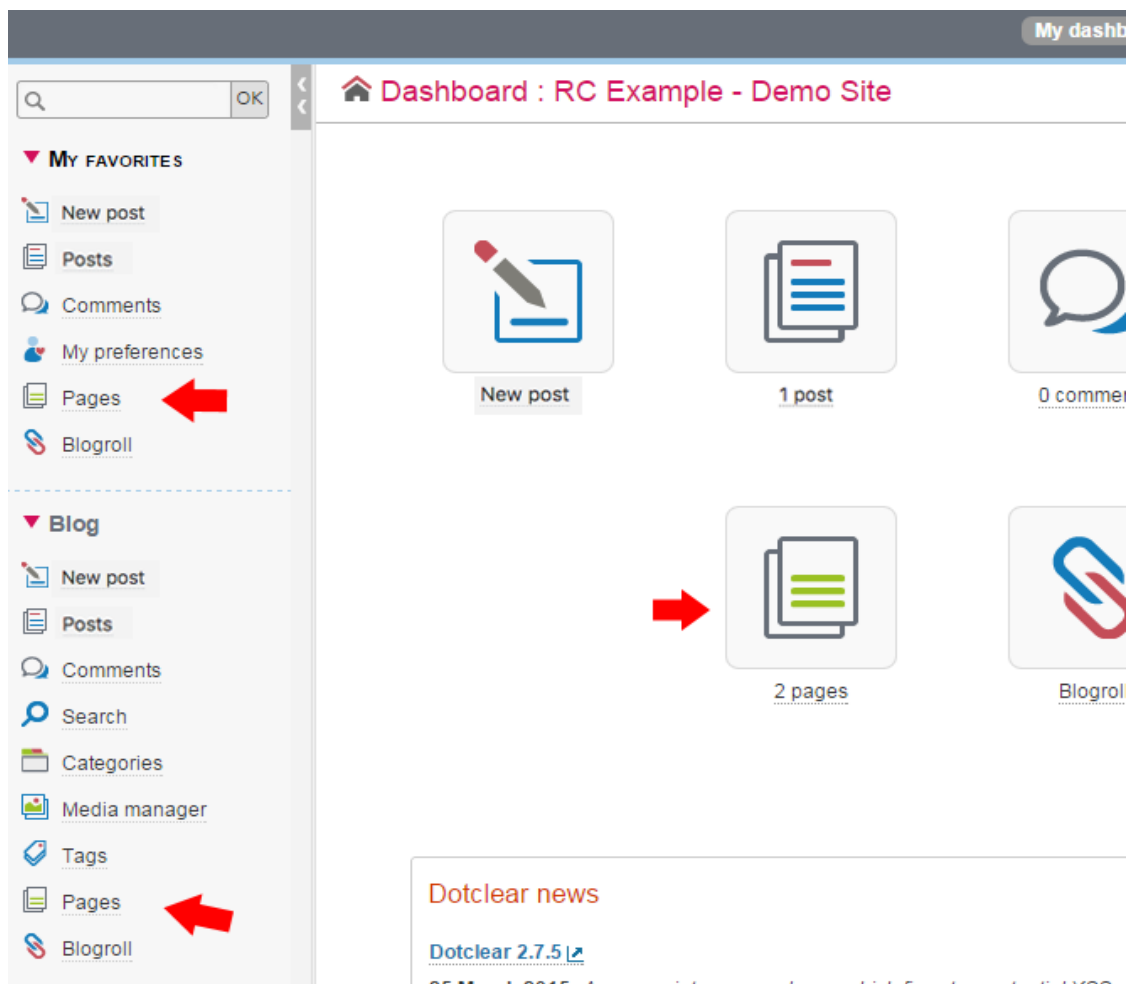 My dashb
OK
Dashboard : RC Example - Demo Site
MY FAVORITES
New post
Posts
Comments
My preferences
Pages
Blogroll
New post
1 post
0 commen
2 pages
Blogroll
Blog
New post
Posts
Comments
Search
Categories
Media manager
Tags
Pages
Blogroll
Dotclear news
Dotclear 2.7.5